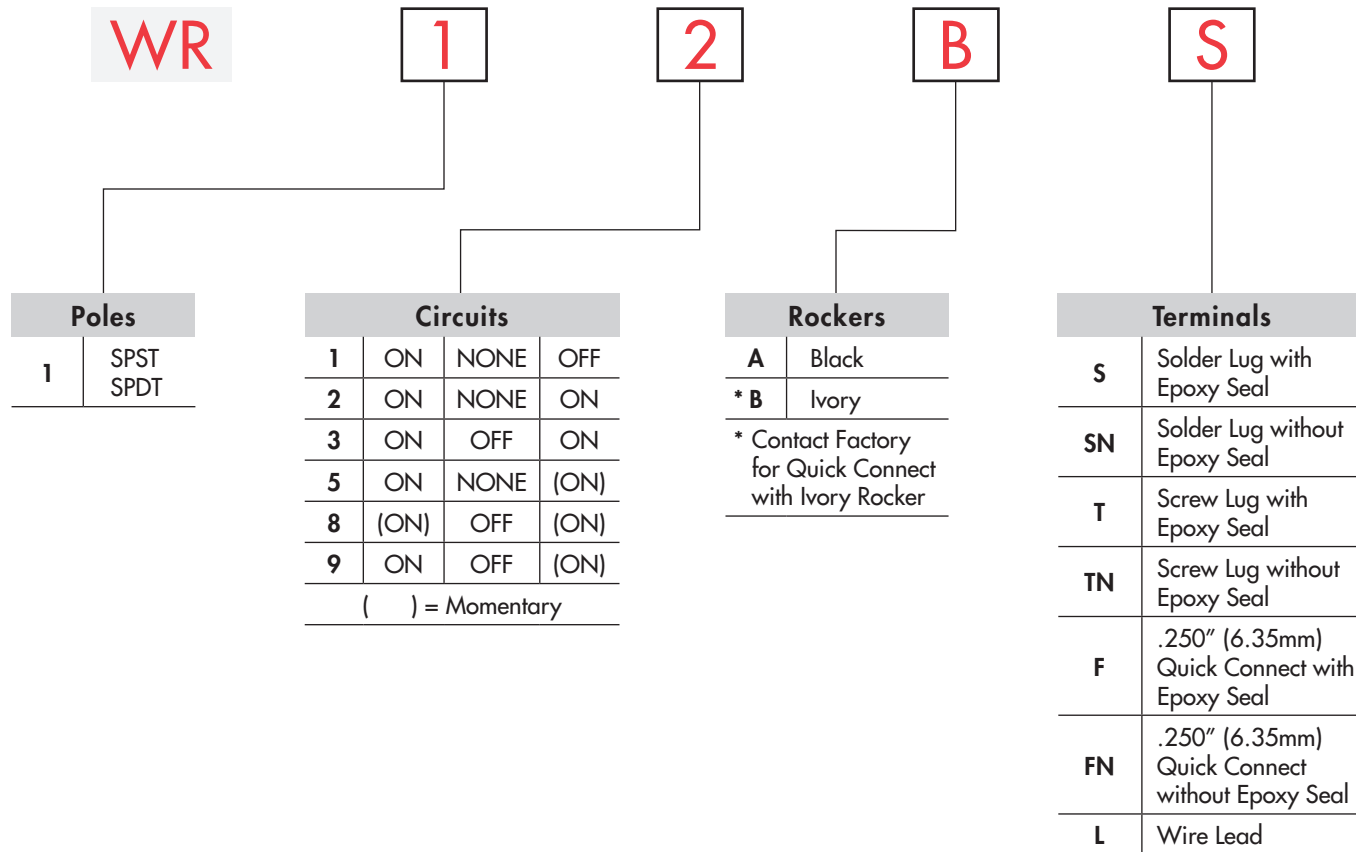 WR 1 2 B S
Poles
1 SPST
SPDT
Circuits
1 ON NONE OFF
2 ON NONE ON
3 ON OFF ON
5 ON NONE (ON)
8 (ON) OFF (ON)
9 ON OFF (ON)
( ) = Momentary
Rockers
A Black
* B Ivory
* Contact Factory
for Quick Connect
with Ivory Rocker
Terminals
S Solder Lug with
Epoxy Seal
SN Solder Lug without
Epoxy Seal
T Screw Lug with
Epoxy Seal
TN Screw Lug without
Epoxy Seal
F .250" (6.35mm)
Quick Connect with
Epoxy Seal
FN .250" (6.35mm)
Quick Connect
without Epoxy Seal
L Wire Lead